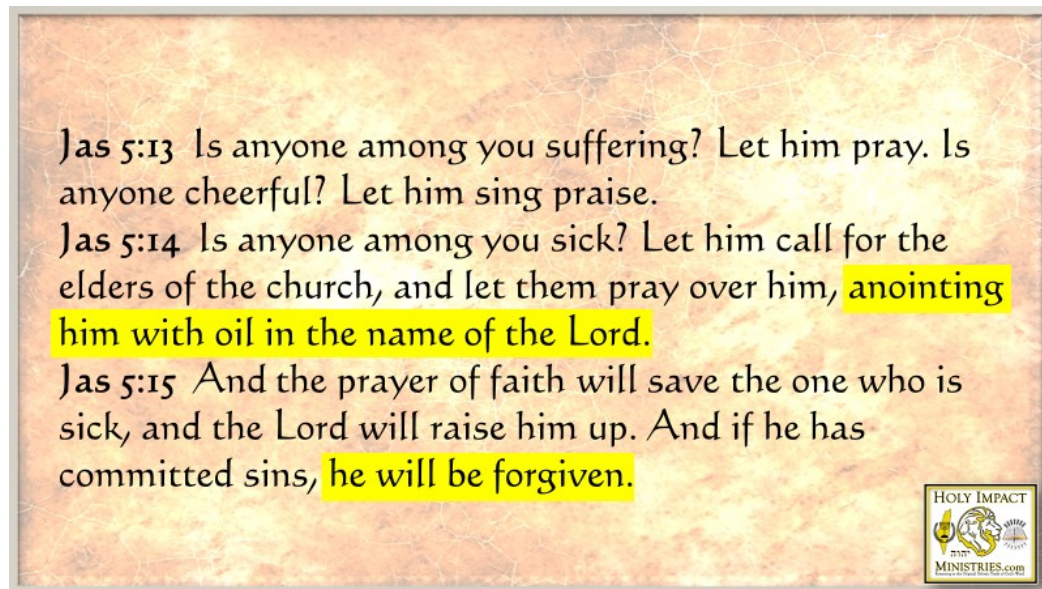 Jas 5:13 Is anyone among you suffering? Let him pray. Is
anyone cheerful? Let him sing praise.
Jas 5:14 Is anyone among you sick? Let him call for the
elders of the church, and let them pray over him, anointing
him with oil in the name of the Lord.
Jas 5:15 And the prayer of faith will save the one who is
sick, and the Lord will raise him up. And if he has
committed sins, he will be forgiven.
HOLY IMPACT
יהוה
MINISTRIES.com